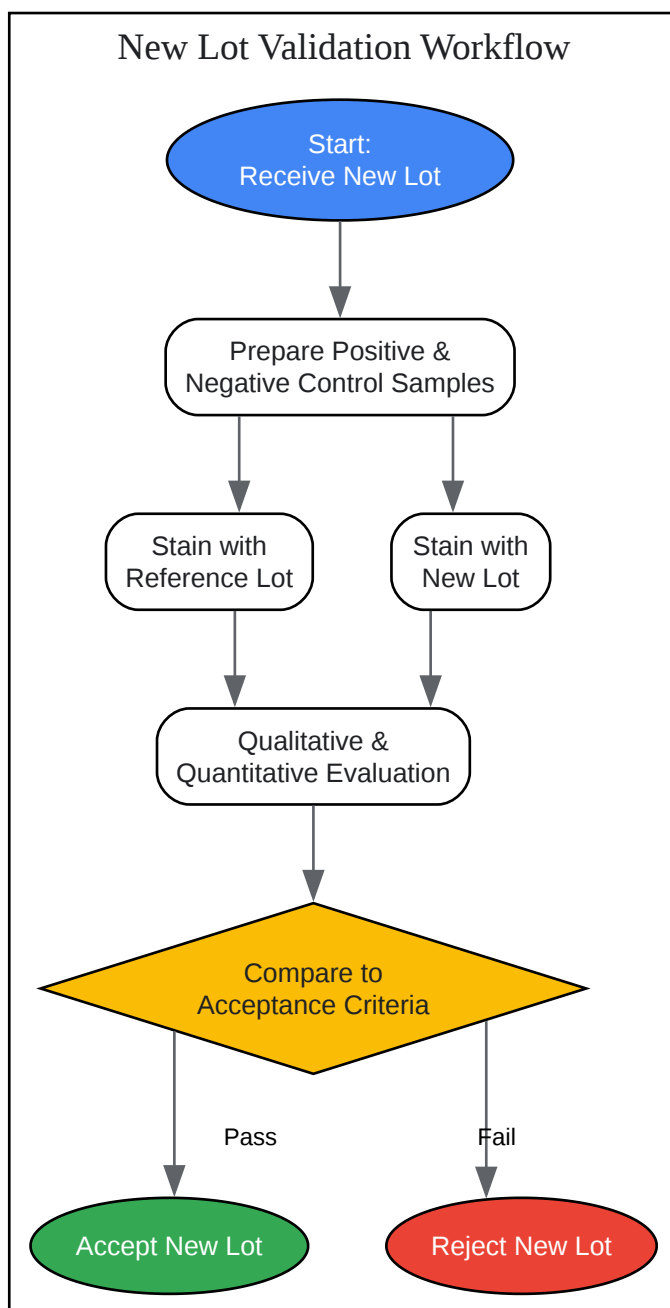 New Lot Validation Workflow
Start:
Receive New Lot
Prepare Positive &
Negative Control Samples
Stain with
Reference Lot
Stain with
New Lot
Qualitative &
Quantitative Evaluation
Compare to
Acceptance Criteria
Pass
Fail
Accept New Lot
Reject New Lot